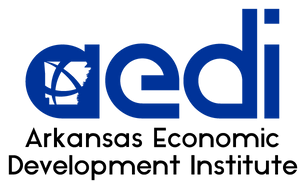 aedi
Arkansas Economic
Development Institute